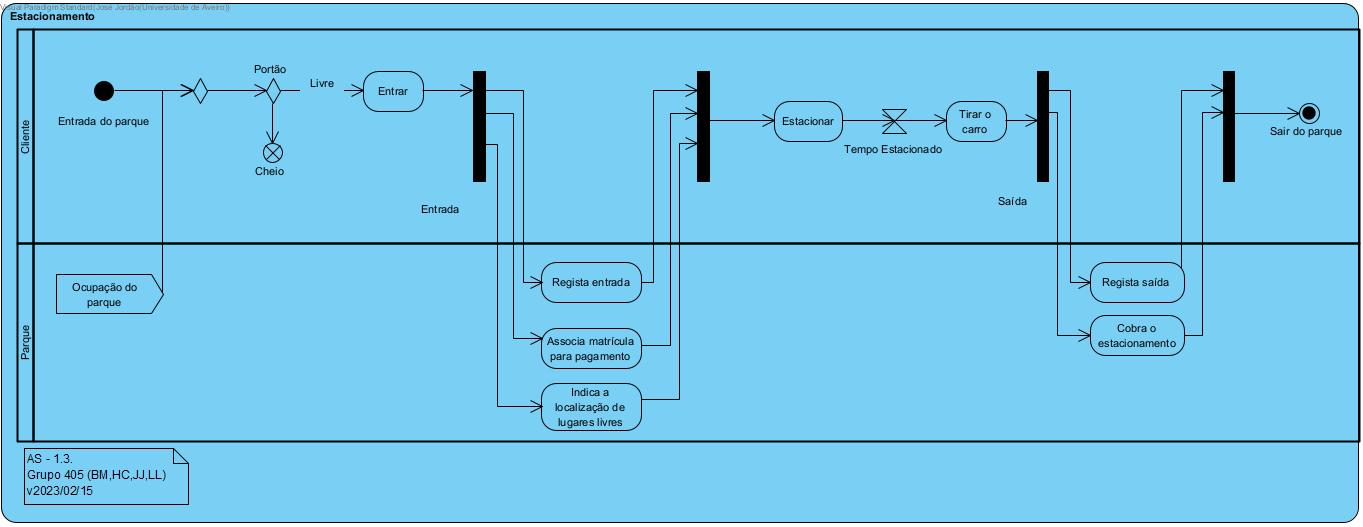 Visual Paradigm Standard(José Jordão(Universidade de Aveiro))
Estacionamento
Cliente
Portão
Livre
Entrar
Entrada do parque
Cheio
Entrada
Estacionar
Tempo Estacionado
Tirar o
carro
Saída
Sair do parque
Parque
Ocupação do
parque
Regista entrada
Associa matrícula
para pagamento
Indica a
localização de
lugares livres
Regista saída
Cobra o
estacionamento
AS - 1.3.
Grupo 405 (BM,HC,JJ,LL)
v2023/02/15